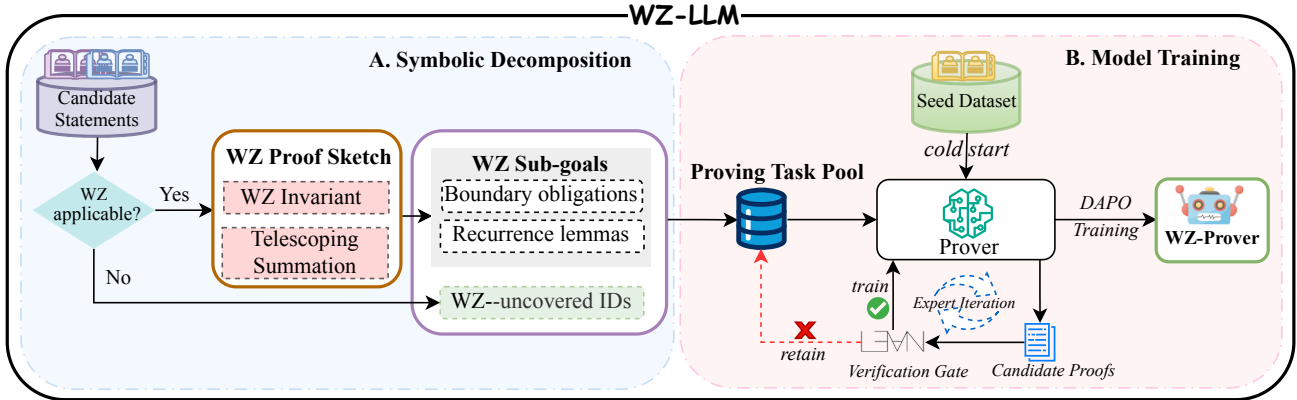 WZ-LLM
A. Symbolic Decomposition
Candidate
Statements
WZ
applicable?
Yes
No
WZ Proof Sketch
WZ Invariant
Telescoping
Summation
WZ Sub-goals
Boundary obligations
Recurrence lemmas
WZ--uncovered IDs
B. Model Training
Seed Dataset
cold start
Proving Task Pool
Prover
DAPO
Training
WZ-Prover
train
Expert Iteration
retain
LEAN
Verification Gate
Candidate Proofs